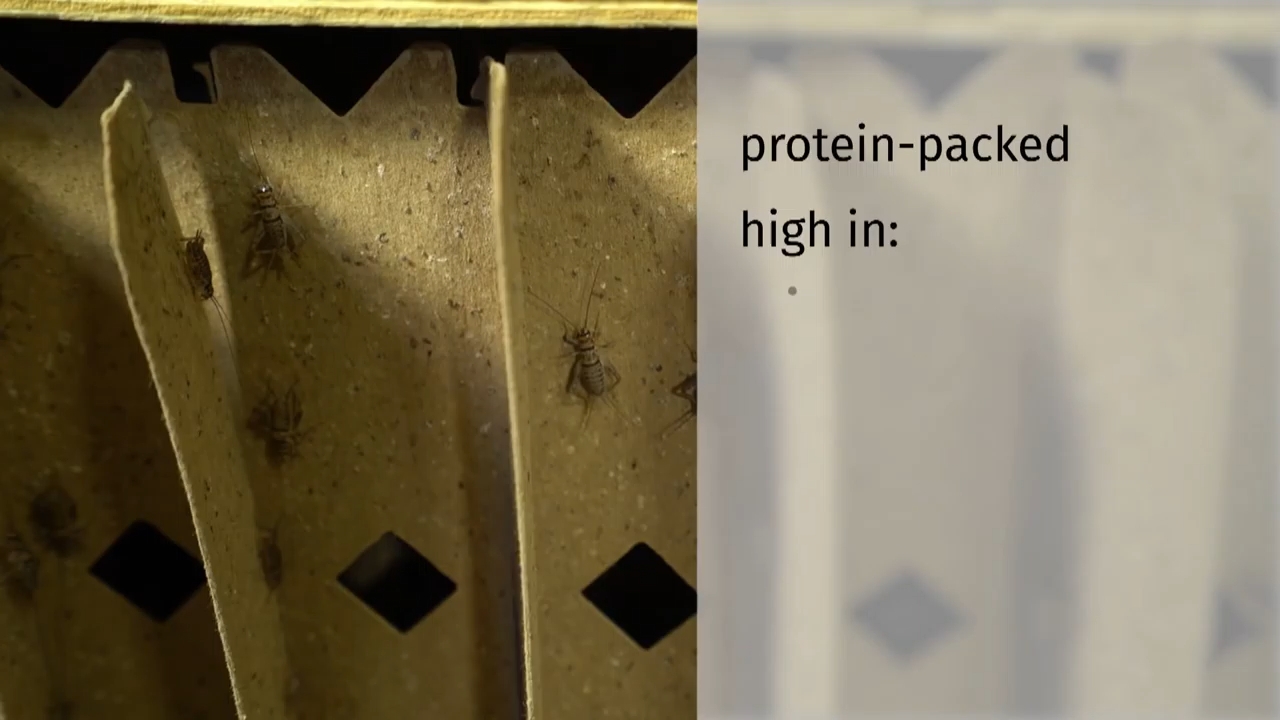 protein-packed
high in:
•